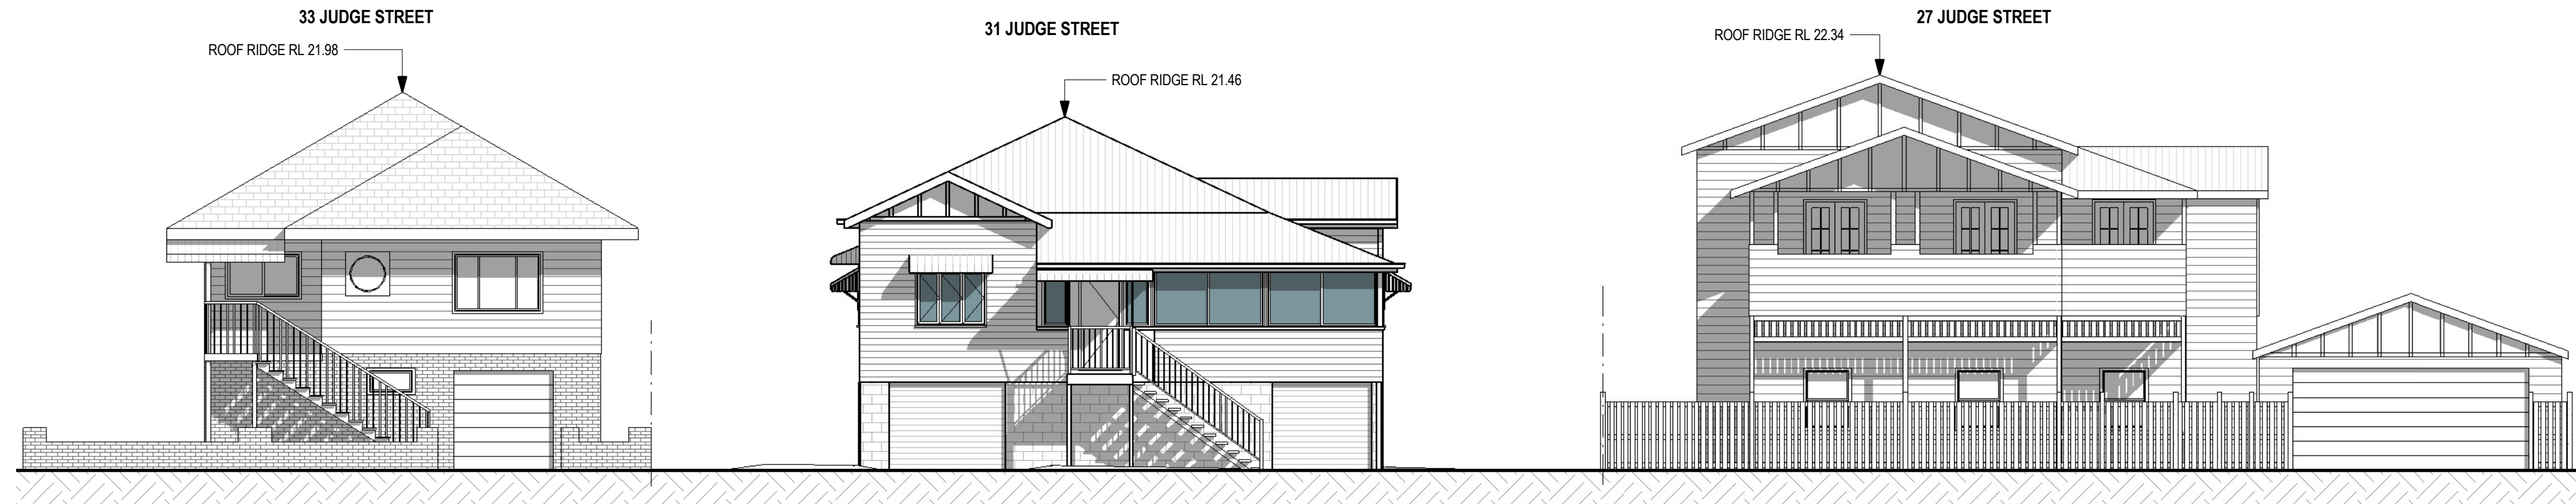 33 JUDGE STREET
ROOF RIDGE RL 21.98
31 JUDGE STREET
ROOF RIDGE RL 21.46
27 JUDGE STREET
ROOF RIDGE RL 22.34